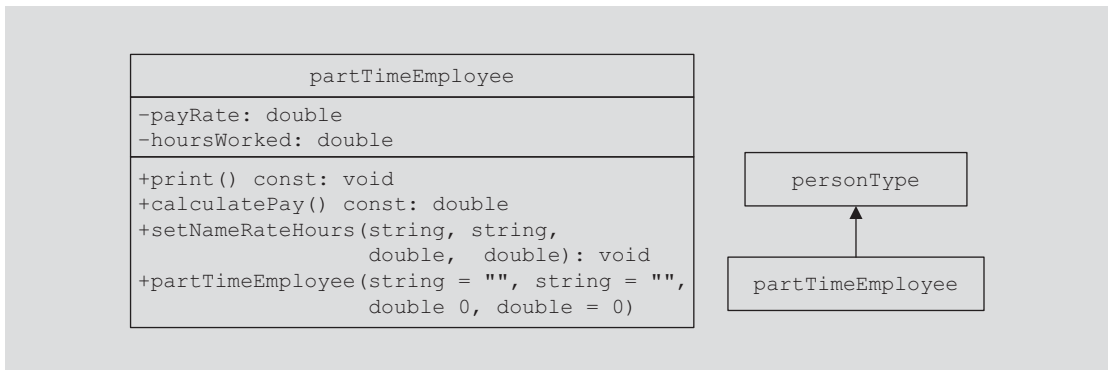 partTimeEmployee
-payRate: double
-hoursWorked: double
+print() const: void
+calculatePay() const: double
+setNameRateHours(string, string,
double, double): void
+partTimeEmployee(string = "", string = "",
double 0, double = 0)
personType
partTimeEmployee